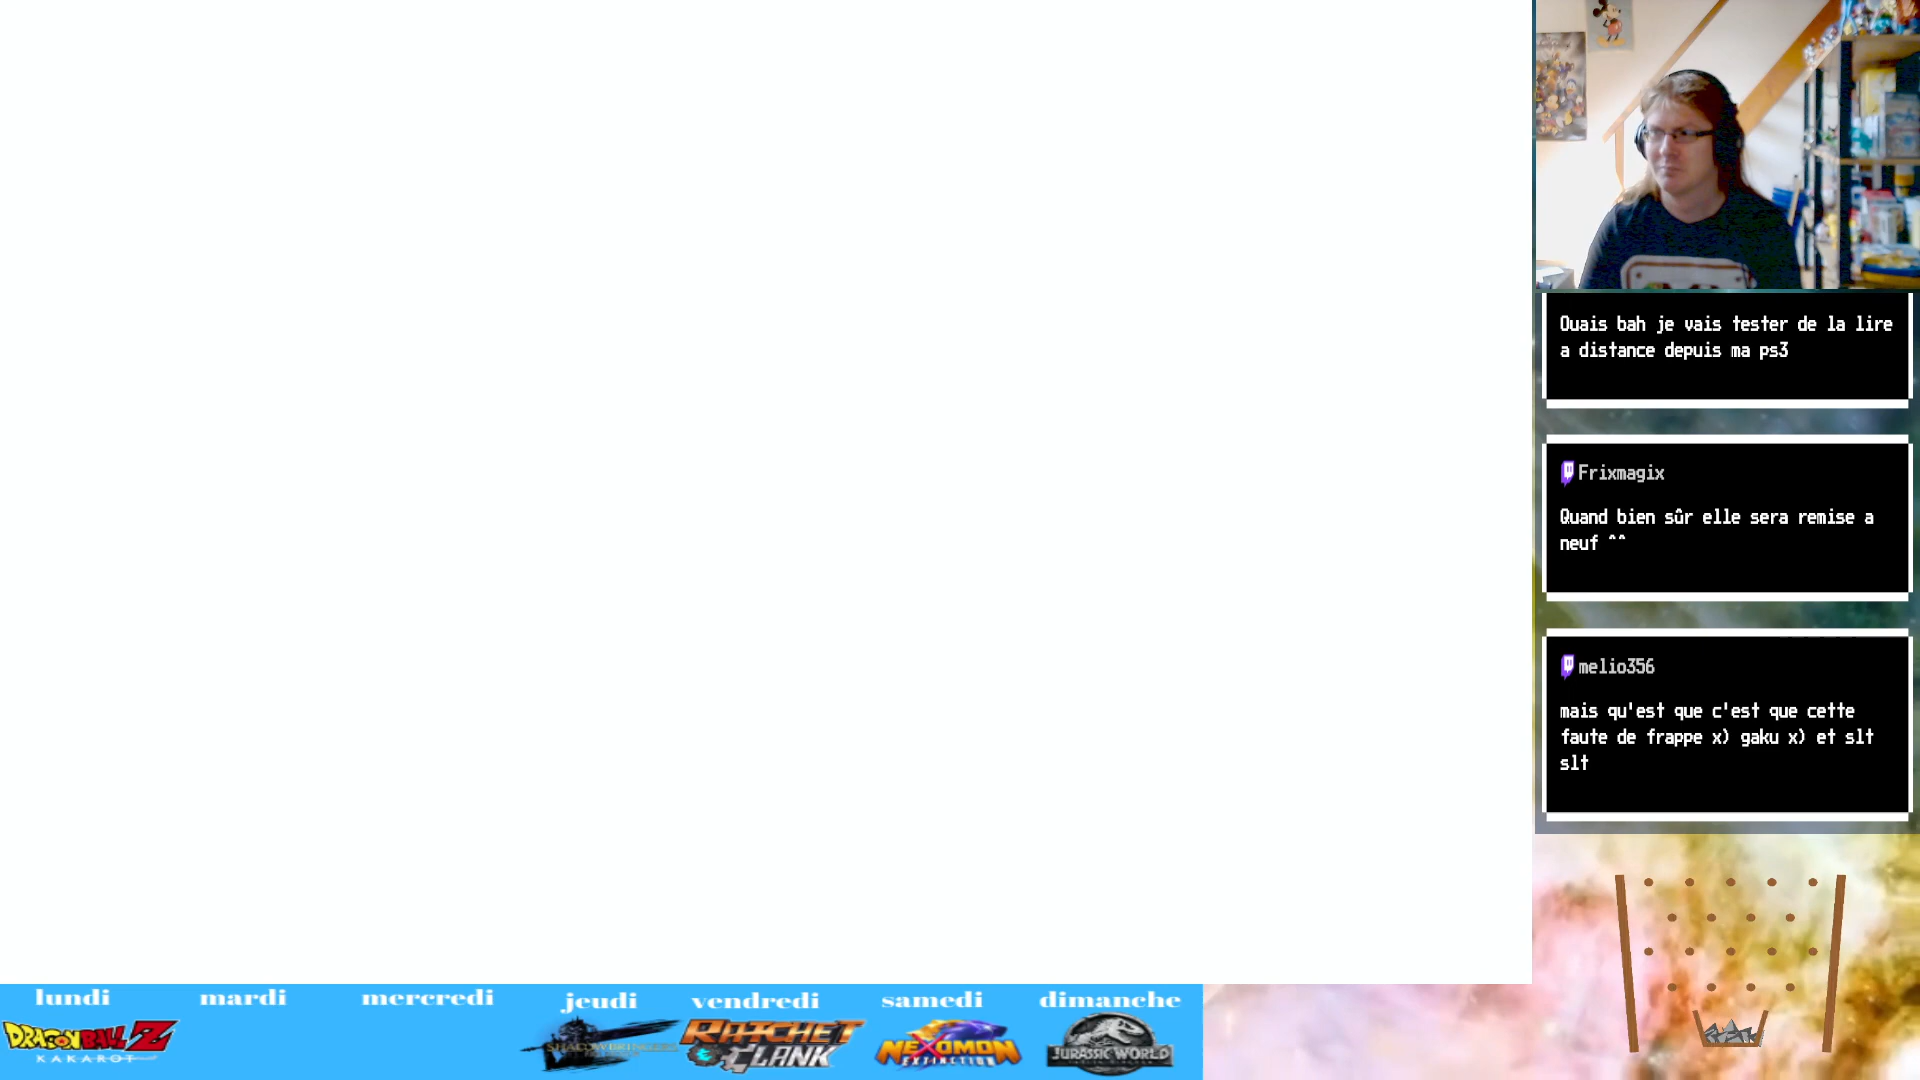 Ouais bah je vais tester de la lire
a distance depuis ma ps3
Frixmagix
Quand bien sûr elle sera remise a
neuf ^^
melio356
mais qu'est que c'est que cette
faute de frappe x) gaku x) et slt
slt
lundi
mardi
mercredi
jeudi
vendredi
samedi
dimanche
DRAGON BALL Z
KAKAROT
SHADOWBRINGERS
RATCHET
CLANK
NEXOMON
EXTINCTION
JURASSIC WORLD